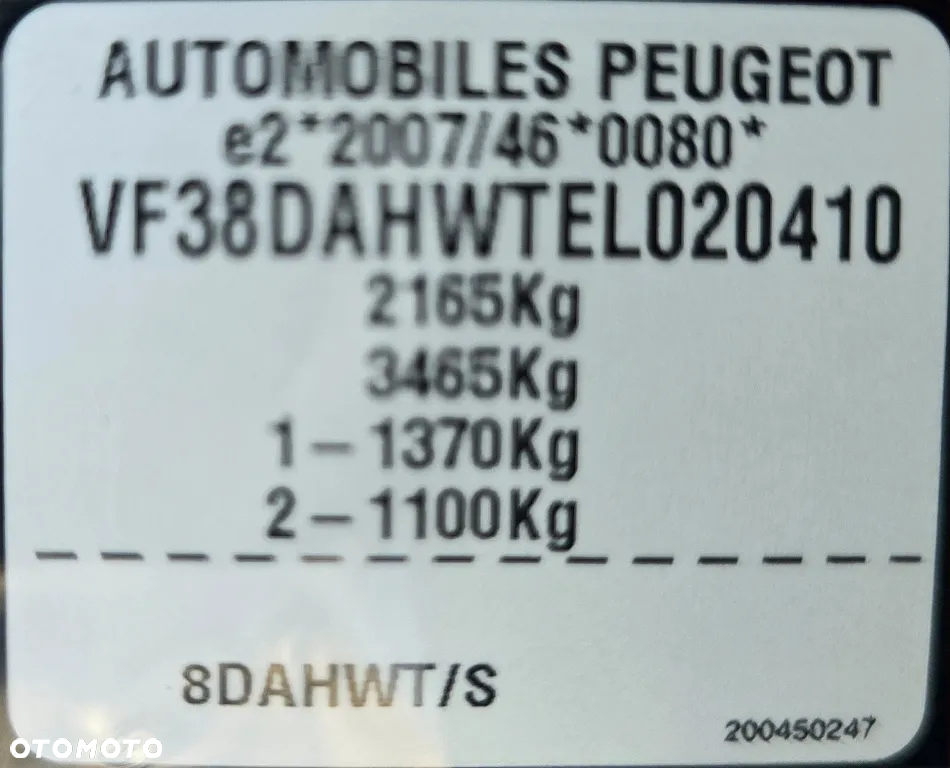 AUTOMOBILES PEUGEOT
e2*2007/46*0080*
VF38DAHWTEL020410
2165Kg
3465Kg
1-1370Kg
2-1100Kg
8DAHWT/S
200450247
OTOMOTO